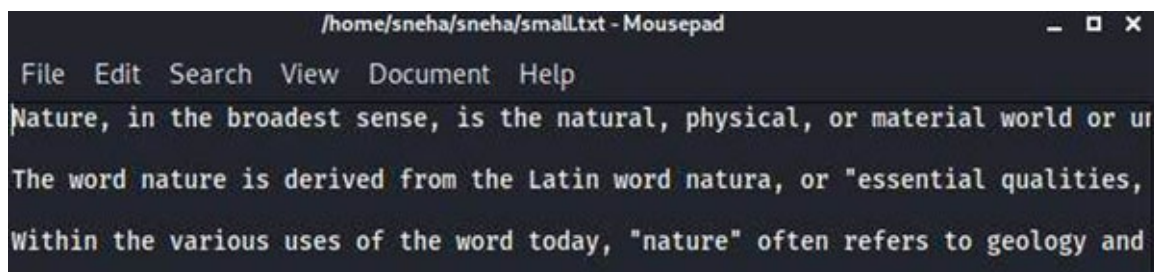 /home/sneha/sneha/small.txt - Mousepad
File Edit Search View Document Help
Nature, in the broadest sense, is the natural, physical, or material world or
The word nature is derived from the Latin word natura, or "essential qualities,
Within the various uses of the word today, "nature" often refers to geology and